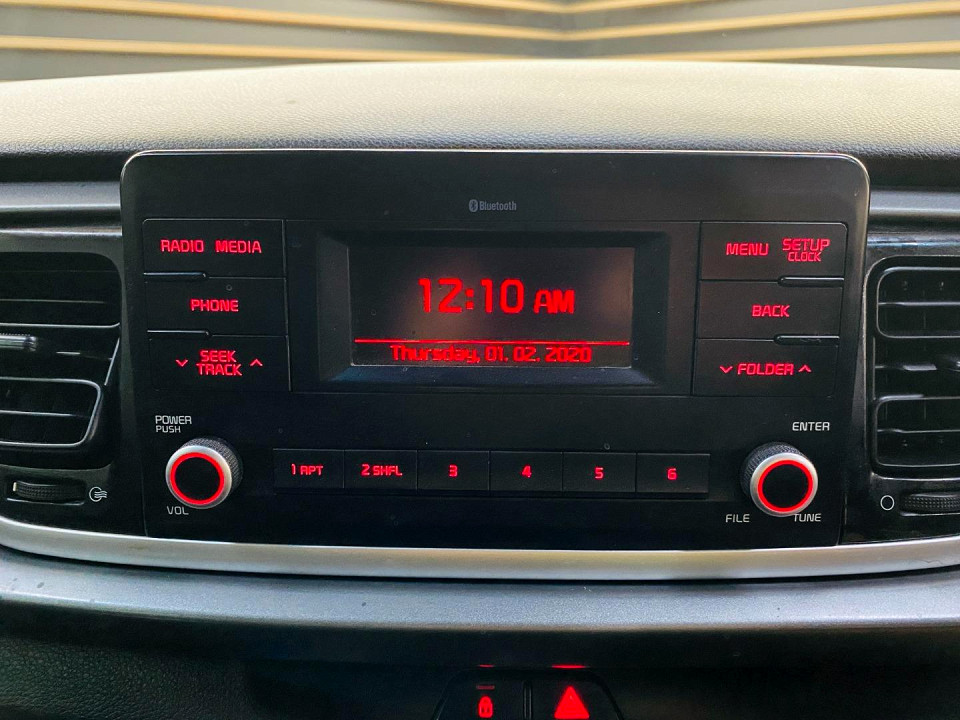 Bluetooth
RADIO MEDIA
PHONE
SEEK
TRACK
12:10 AM
Thursday, 01. 02. 2020
MENU SETUP
CLOCK
BACK
FOLDER
POWER
PUSH
VOL
1 RPT
2 SHFL
3
4
5
6
ENTER
FILE
TUNE